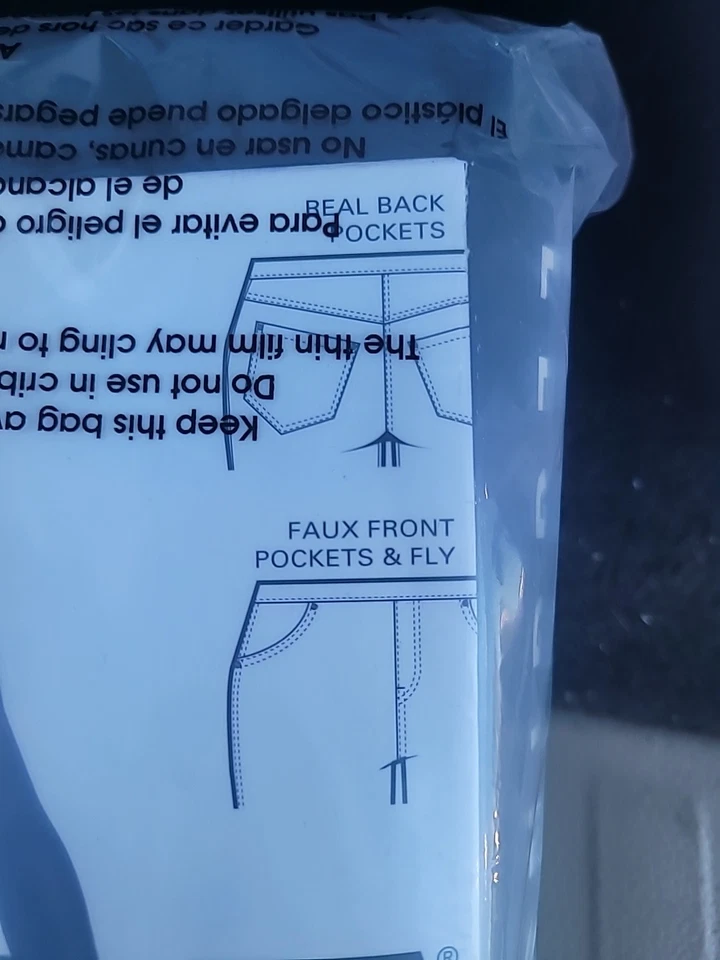 REAL BACK
POCKETS
FAUX FRONT
POCKETS & FLY
®
Keep this bag
Do not use in crib
The thin film may cling to
Para evitar el peligro
de el alcanc
No usar en cunas, cama
El plástico delgado puede pegars
A
Garder ce sac hors de